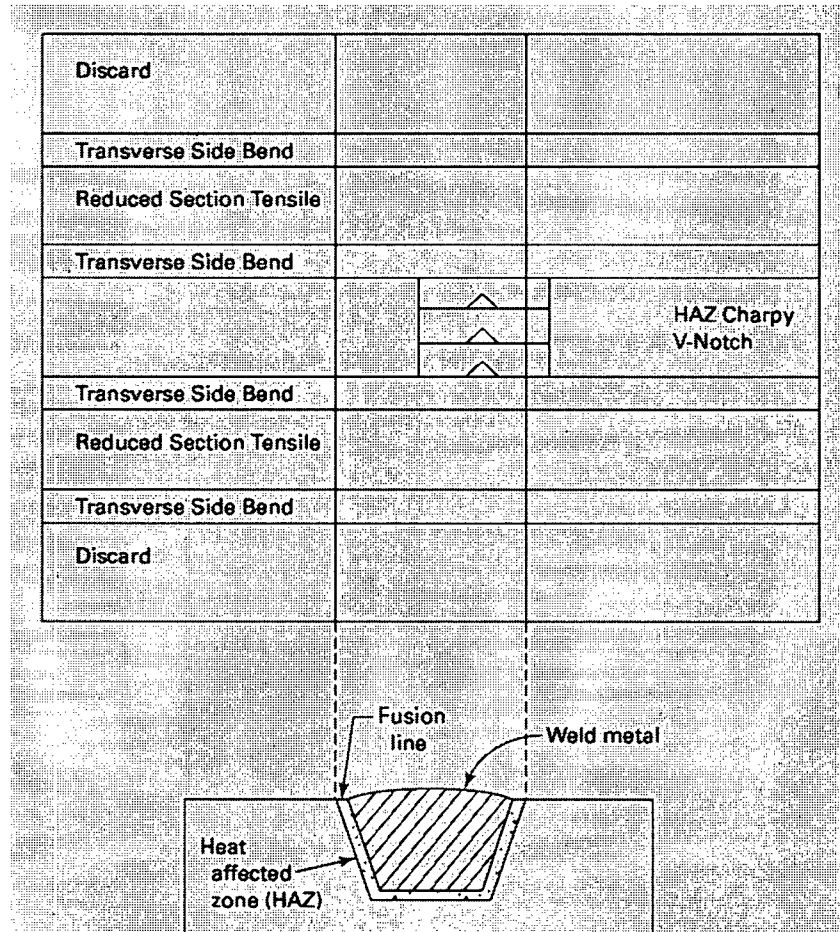 Discard
Transverse Side Bend
Reduced Section Tensile
Transverse Side Bend
HAZ Charpy
V-Notch
Transverse Side Bend
Reduced Section Tensile
Transverse Side Bend
Discard
Fusion
line
Weld metal
Heat
affected
zone (HAZ)